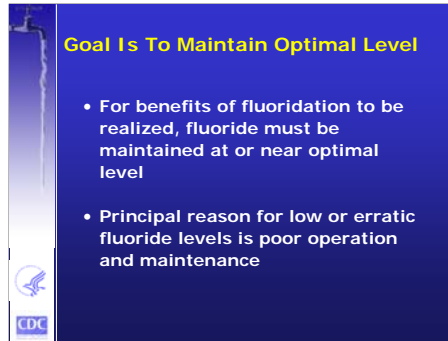 Goal Is To Maintain Optimal Level
• For benefits of fluoridation to be
realized, fluoride must be
maintained at or near optimal
level
• Principal reason for low or erratic
fluoride levels is poor operation
and maintenance
CDC